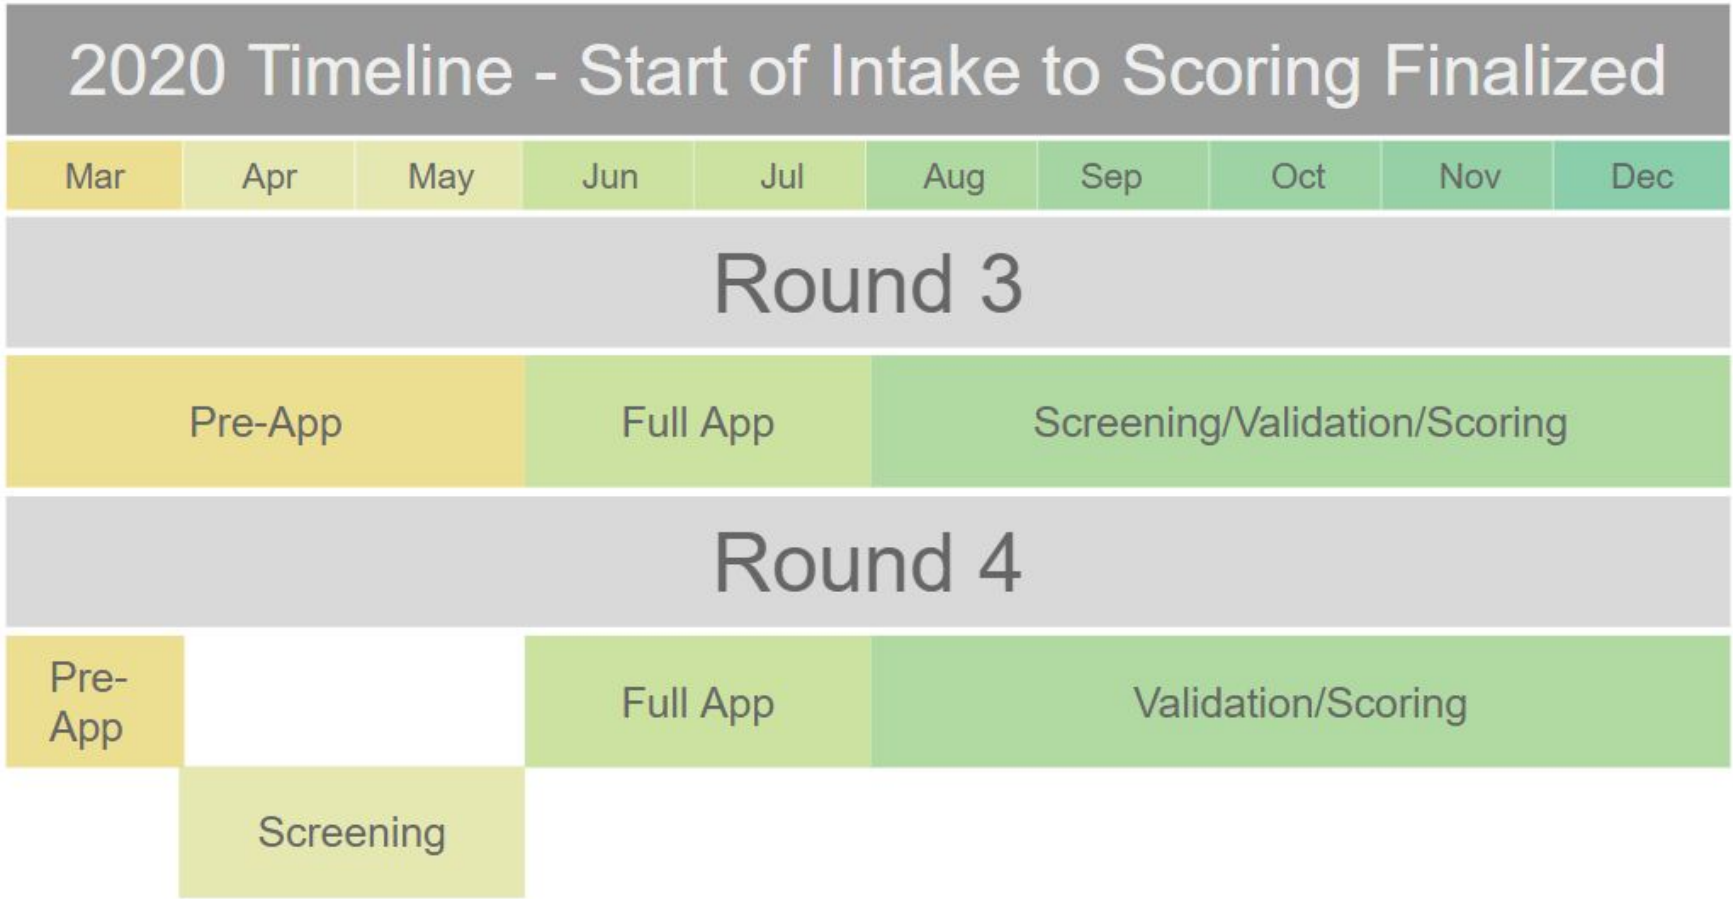 2020 Timeline - Start of Intake to Scoring Finalized
Mar Apr May Jun Jul Aug Sep Oct Nov Dec
Round 3
Pre-App Full App Screening/Validation/Scoring
Round 4
Pre-
App
Full App Validation/Scoring
Screening